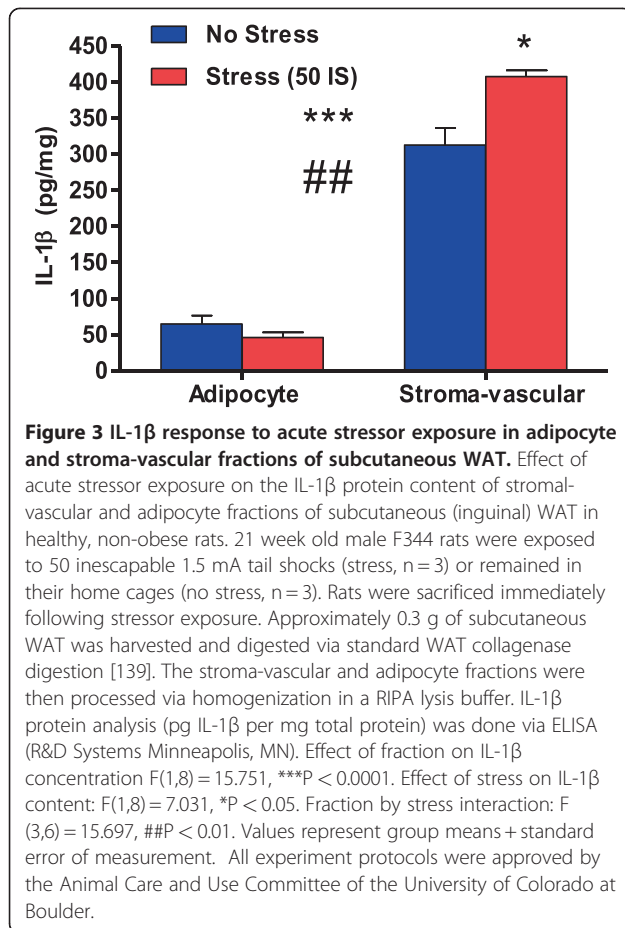 450
400
350
300
250
200
150
100
50
0
IL-1β (pg/mg)
No Stress
Stress (50 IS)
***
##
*
Adipocyte
Stroma-vascular
Figure 3 IL-1β response to acute stressor exposure in adipocyte
and stroma-vascular fractions of subcutaneous WAT. Effect of
acute stressor exposure on the IL-1β protein content of stromal-
vascular and adipocyte fractions of subcutaneous (inguinal) WAT in
healthy, non-obese rats. 21 week old male F344 rats were exposed
to 50 inescapable 1.5 mA tail shocks (stress, n = 3) or remained in
their home cages (no stress, n = 3). Rats were sacrificed immediately
following stressor exposure. Approximately 0.3 g of subcutaneous
WAT was harvested and digested via standard WAT collagenase
digestion [139]. The stroma-vascular and adipocyte fractions were
then processed via homogenization in a RIPA lysis buffer. IL-1β
protein analysis (pg IL-1β per mg total protein) was done via ELISA
(R&D Systems Minneapolis, MN). Effect of fraction on IL-1β
concentration F(1,8) = 15.751, ***P < 0.0001. Effect of stress on IL-1β
content: F(1,8) = 7.031, *P < 0.05. Fraction by stress interaction: F
(3,6) = 15.697, ##P < 0.01. Values represent group means + standard
error of measurement. All experiment protocols were approved by
the Animal Care and Use Committee of the University of Colorado at
Boulder.